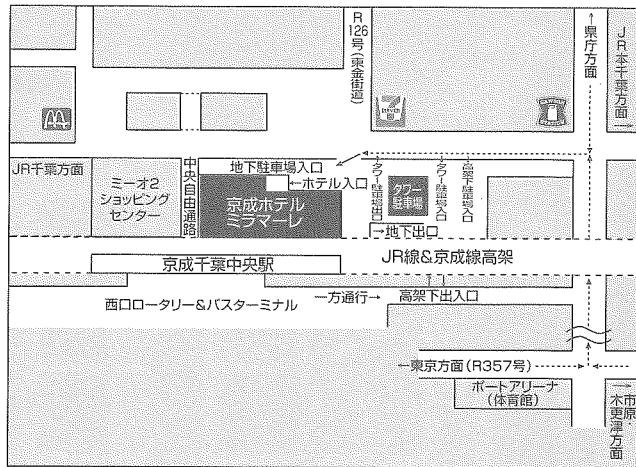 R126号(東金街道)
←県庁方面
JR本千葉方面→
JR千葉方面
ミーオ2
ショッピング
センター
中央自由通路
地下駐車場入口
←ホテル入口
京成ホテル
ミラマーレ
タワー駐車場出口
タワー
駐車場
タワー駐車場入口
高架下駐車場入口
→地下出口
京成千葉中央駅
JR線&京成線高架
西口ロータリー&バスターミナル
一方通行→
高架下出入口
←東京方面(R357号)
ポートアリーナ
(体育館)
市原・
木更津方面